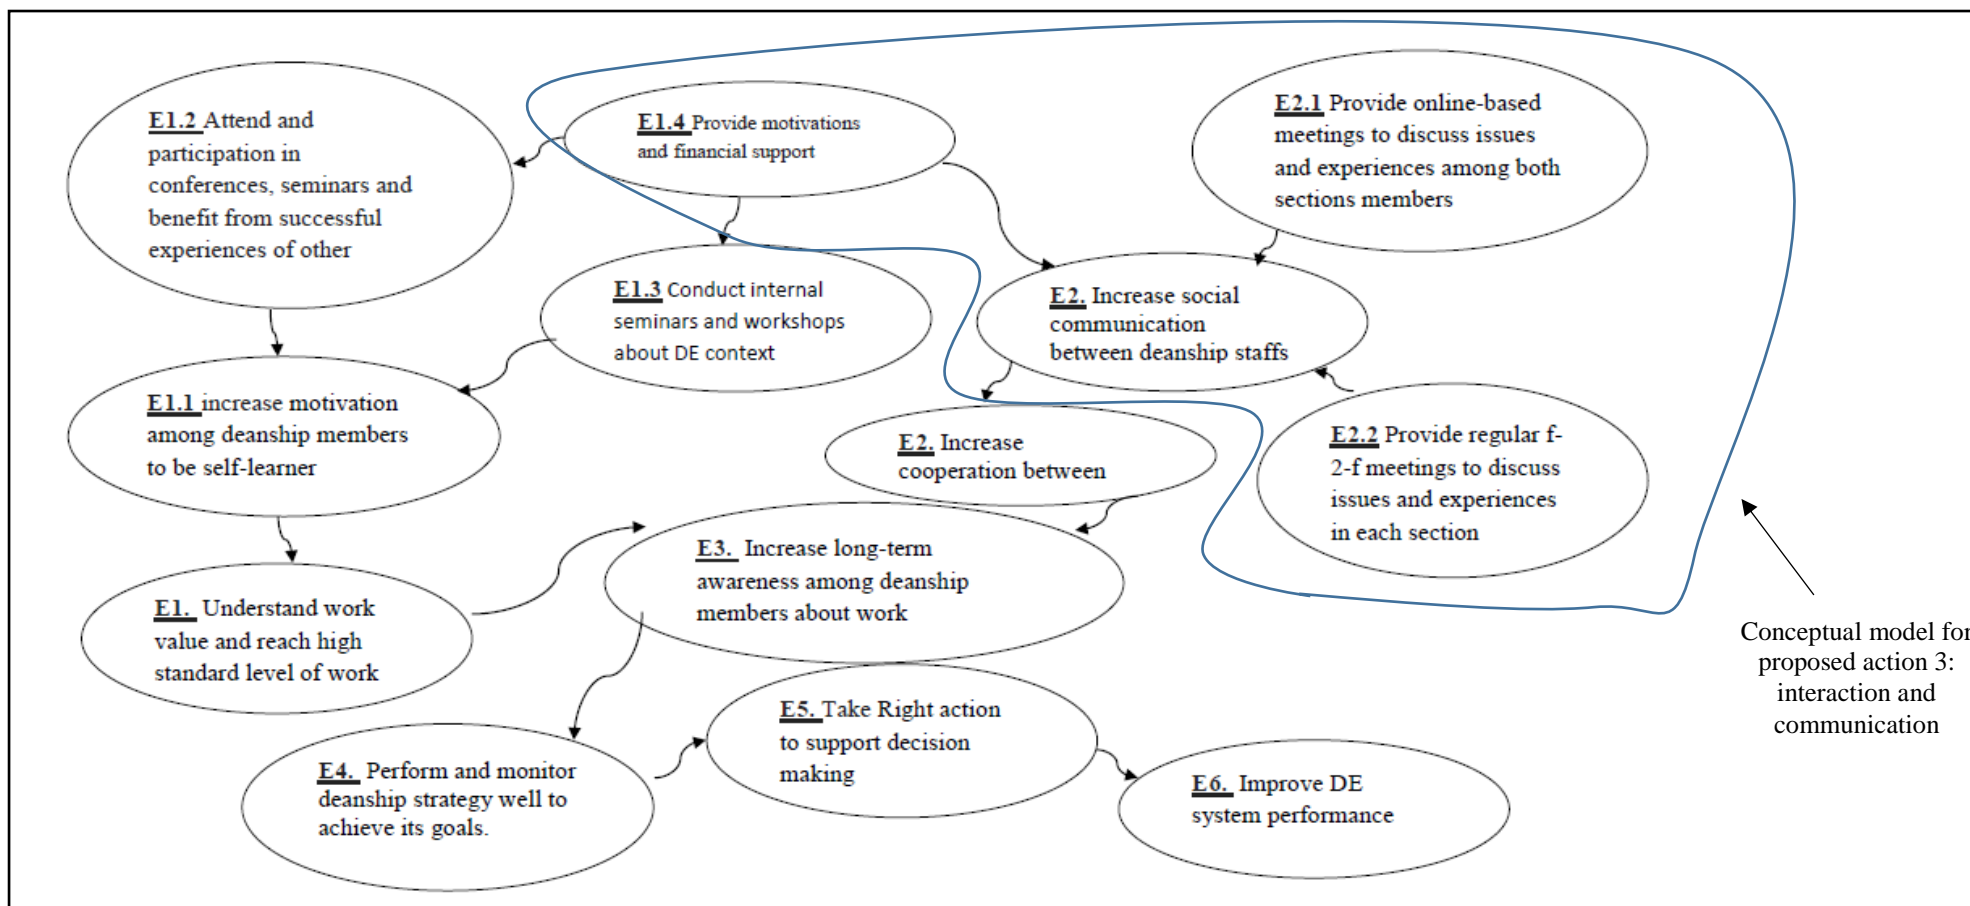 E1.2 Attend and
participation in
conferences, seminars and
benefit from successful
experiences of other
E1.4 Provide motivations
and financial support
E2.1 Provide online-based
meetings to discuss issues
and experiences among both
sections members
E1.3 Conduct internal
seminars and workshops
about DE context
E2. Increase social
communication
between deanship staffs
E1.1 increase motivation
among deanship members
to be self-learner
E2. Increase
cooperation between
E2.2 Provide regular f-
2-f meetings to discuss
issues and experiences
in each section
E3. Increase long-term
awareness among deanship
members about work
E1. Understand work
value and reach high
standard level of work
Conceptual model for
proposed action 3:
interaction and
communication
E5. Take Right action
to support decision
making
E4. Perform and monitor
deanship strategy well to
achieve its goals.
E6. Improve DE
system performance